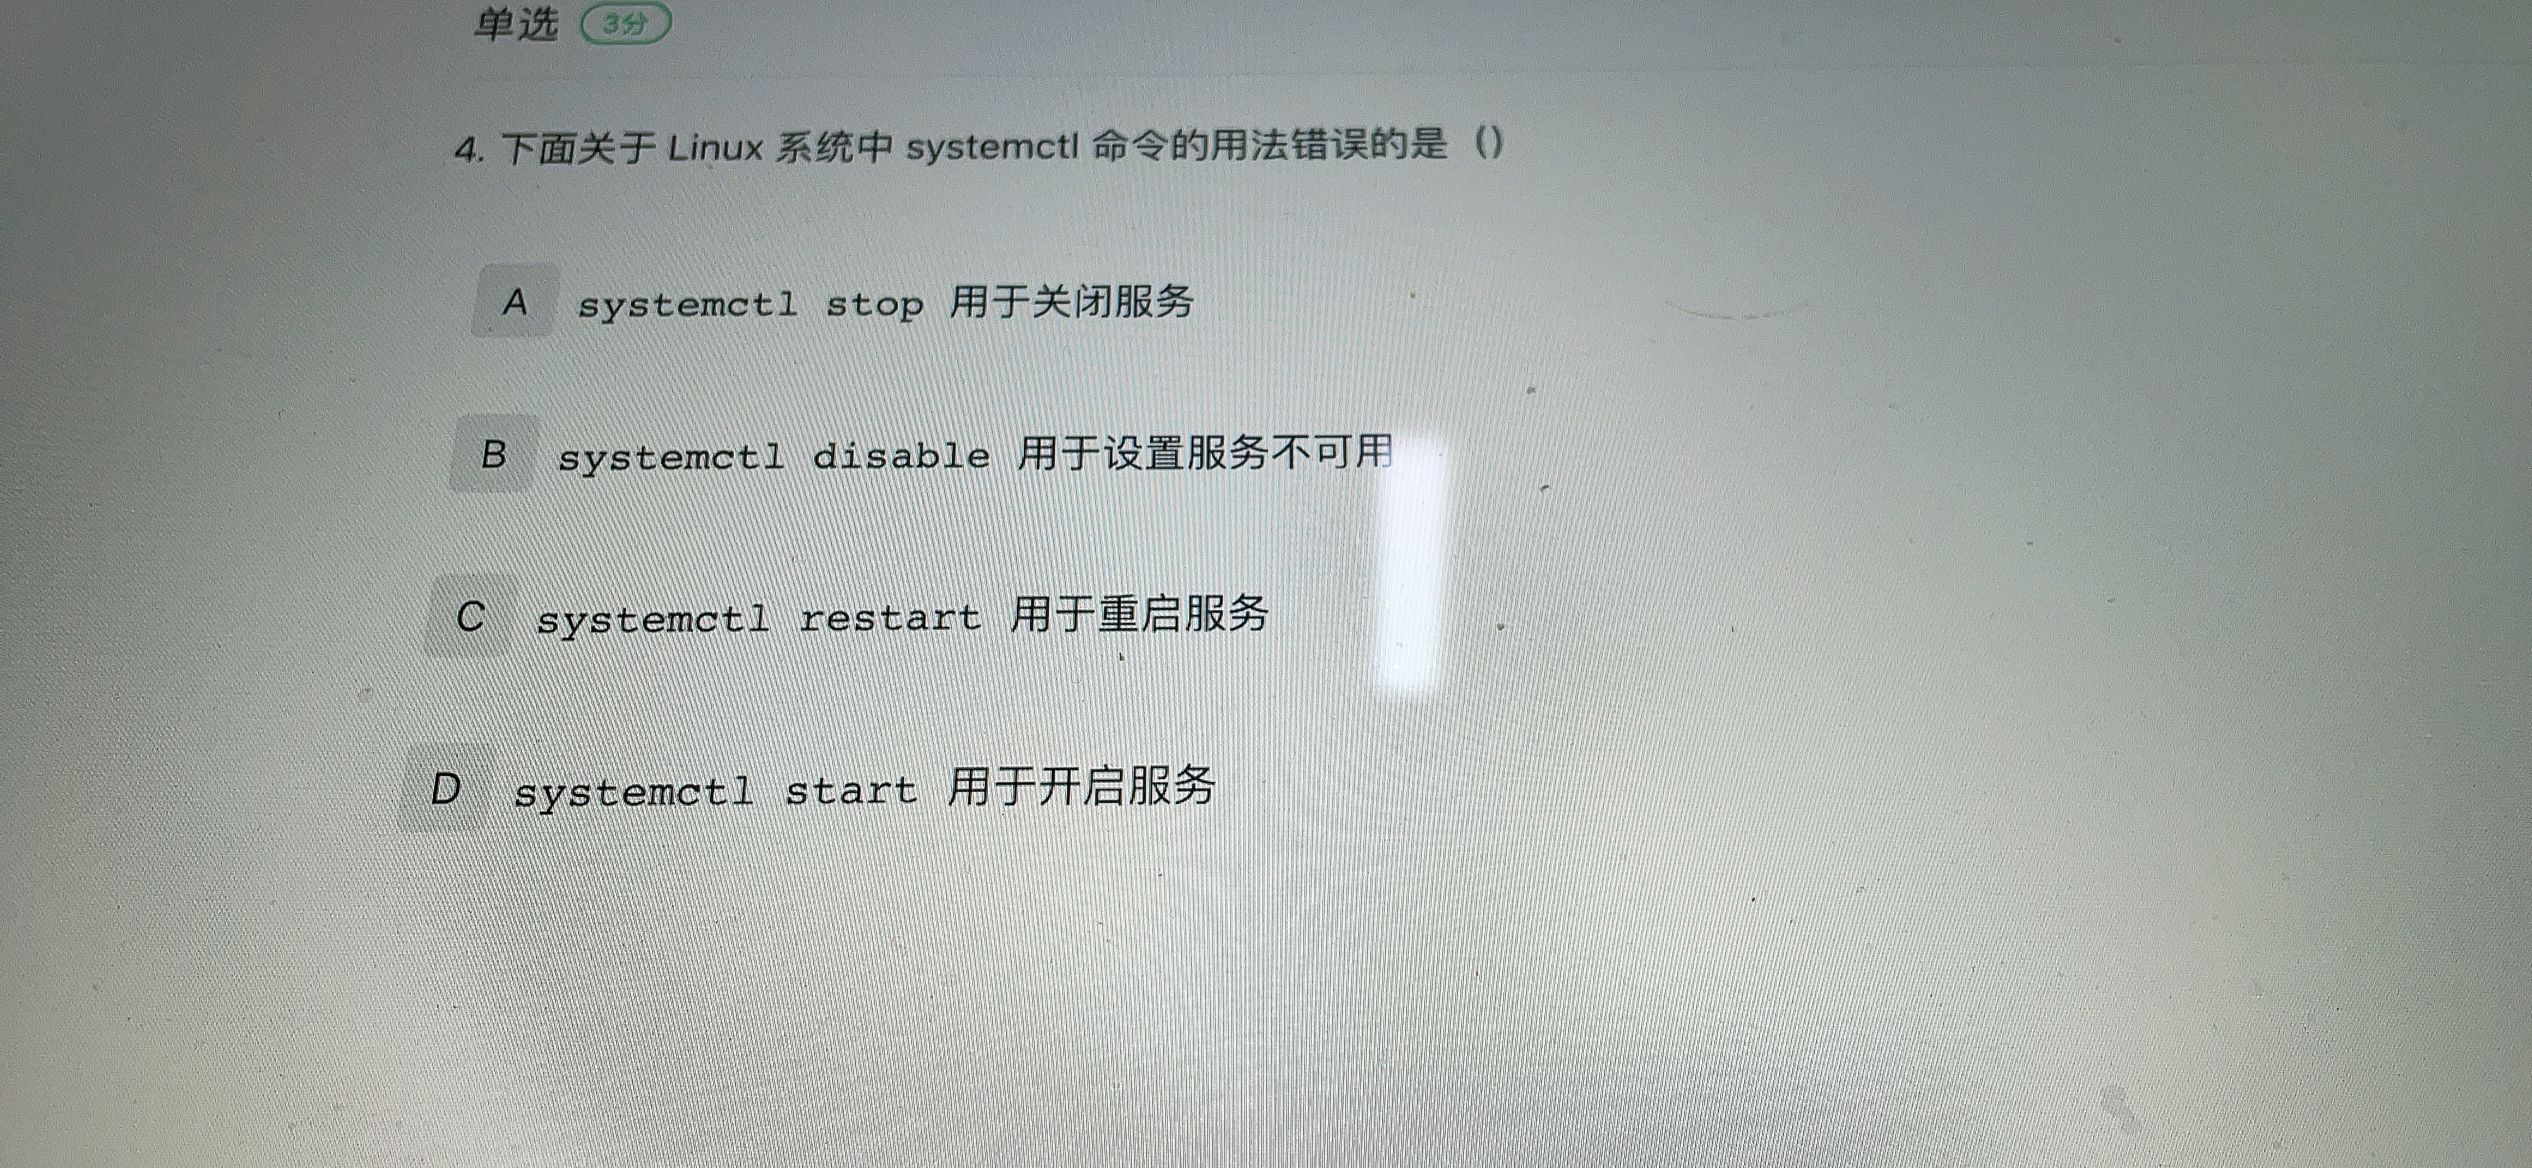 单选 3分
4. 下面关于 Linux 系统中 systemctl 命令的用法错误的是 ()
A systemctl stop 用于关闭服务
B systemctl disable 用于设置服务不可用
C systemctl restart 用于重启服务
D systemctl start 用于开启服务